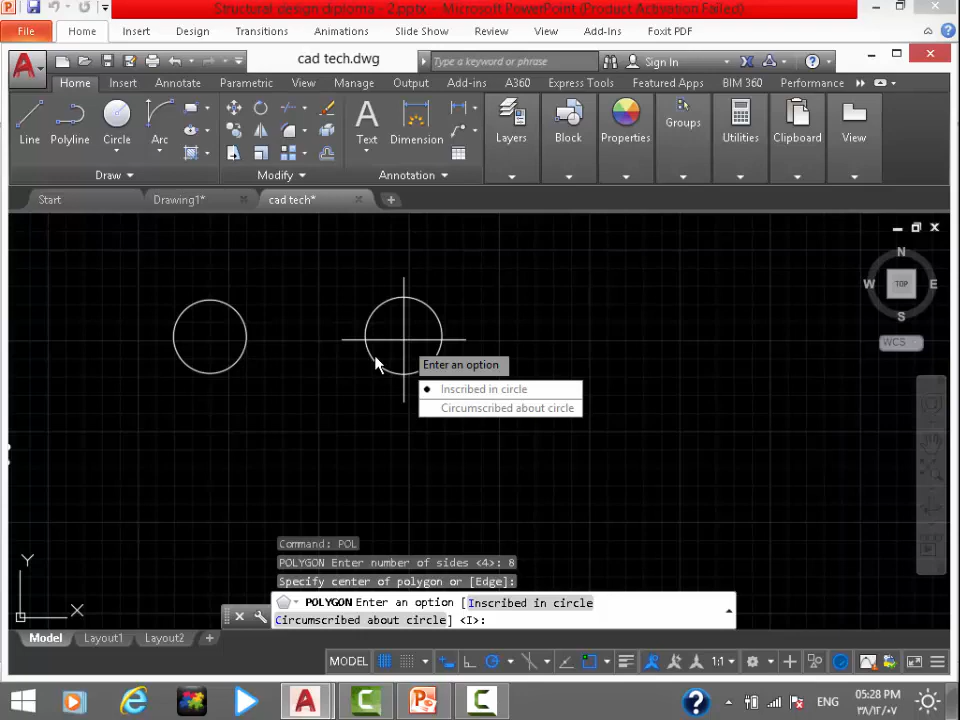 Structural design diploma - 2.pptx - Microsoft PowerPoint (Product Activation Failed)
File Home Insert Design Transitions Animations Slide Show Review View Add-Ins Foxit PDF
cad tech.dwg Type a keyword or phrase Sign In
Home Insert Annotate Parametric View Manage Output Add-ins A360 Express Tools Featured Apps BIM 360 Performance
Line Polyline Circle Arc Text Dimension Layers Block Properties Groups Utilities Clipboard View
Draw Modify Annotation
Start Drawing1* cad tech*
N
W TOP E
S
WCS
Enter an option
Inscribed in circle
Circumscribed about circle
Command: POL
POLYGON Enter number of sides <4>: 8
Specify center of polygon or [Edge]:
POLYGON Enter an option [Inscribed in circle
Circumscribed about circle] <I>:
Y
X
Model Layout1 Layout2
MODEL 1:1
ENG 05:28 PM
٣٨/١٢/٠٧